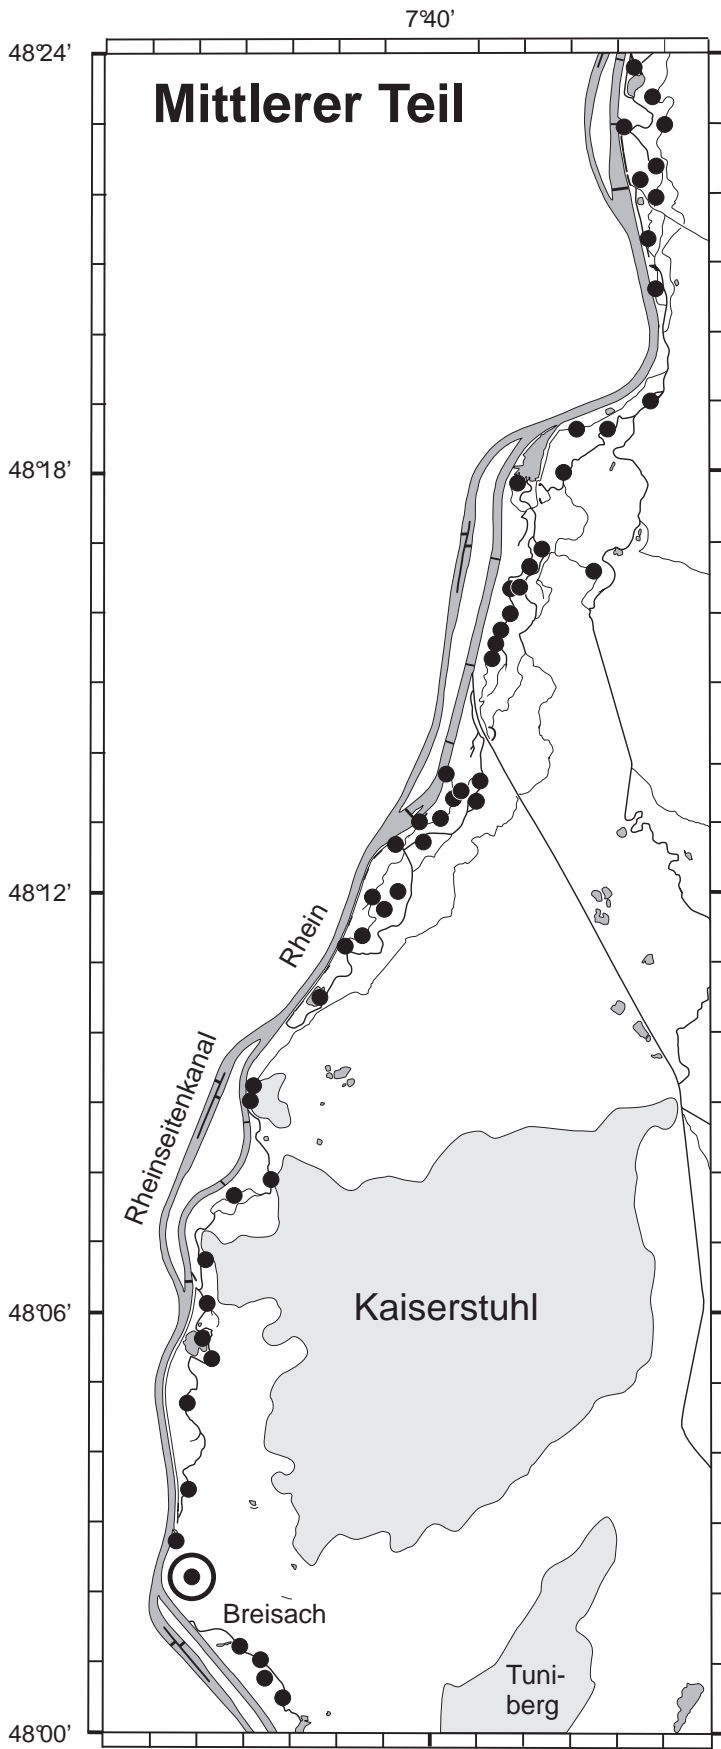 7°40'
48°24'
Mittlerer Teil
48°18'
48°12'
Rhein
Rheinseitenkanal
48°06'
Kaiserstuhl
Breisach
Tuni-
berg
48°00'